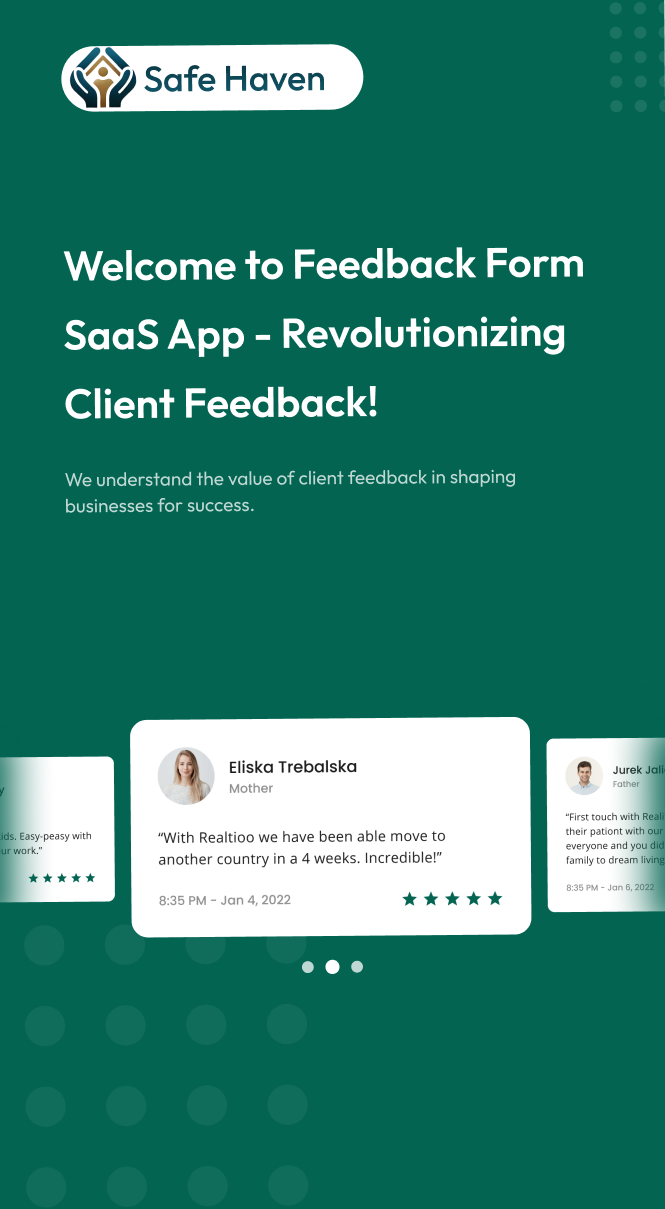 Safe Haven
Welcome to Feedback Form
SaaS App - Revolutionizing
Client Feedback!
We understand the value of client feedback in shaping
businesses for success.
Easy-peasy with
work.”
Eliska Trebalska
Mother
“With Realtioo we have been able move to
another country in a 4 weeks. Incredible!”
8:35 PM - Jan 4, 2022
Jurek
Father
“First touch with
their pationt with our
everyone and you did
family to dream living
8:35 PM - Jan 6, 2022